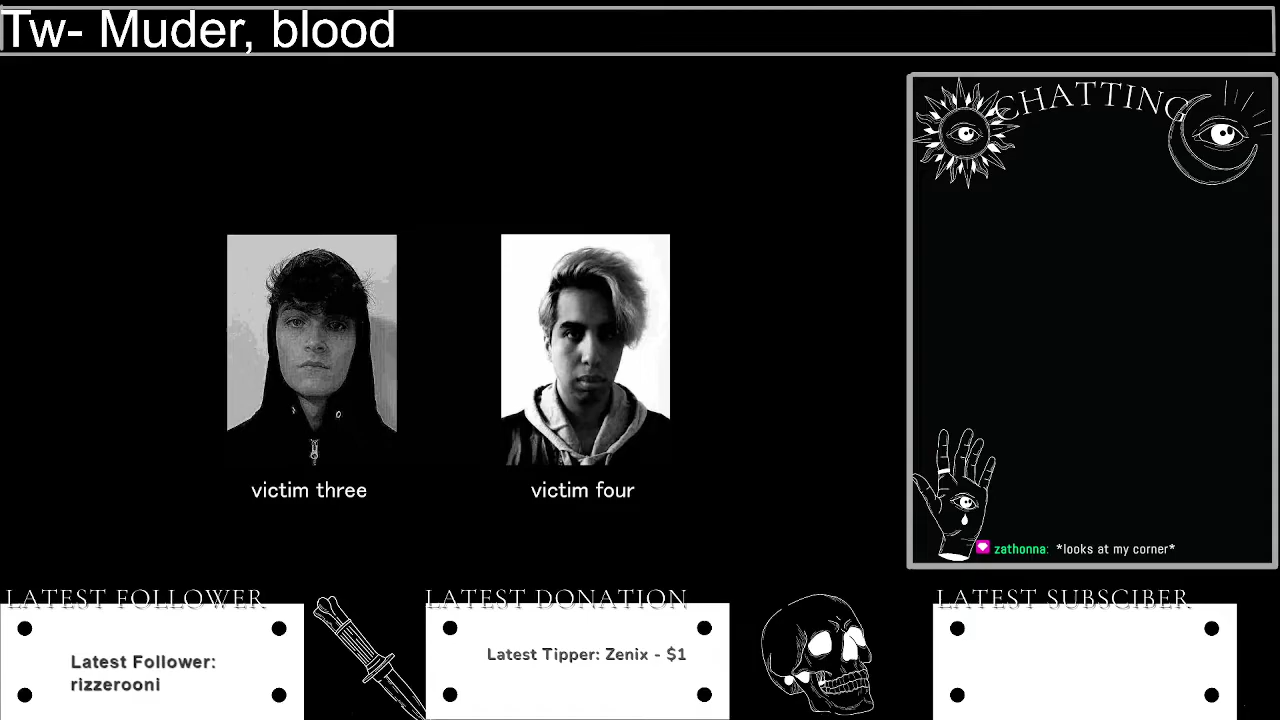 Tw- Muder, blood
CHATTING
victim three
victim four
zathonna: *looks at my corner*
LATEST FOLLOWER
LATEST DONATION
LATEST SUBSCIBER
Latest Follower:
rizzerooni
Latest Tipper: Zenix - $1